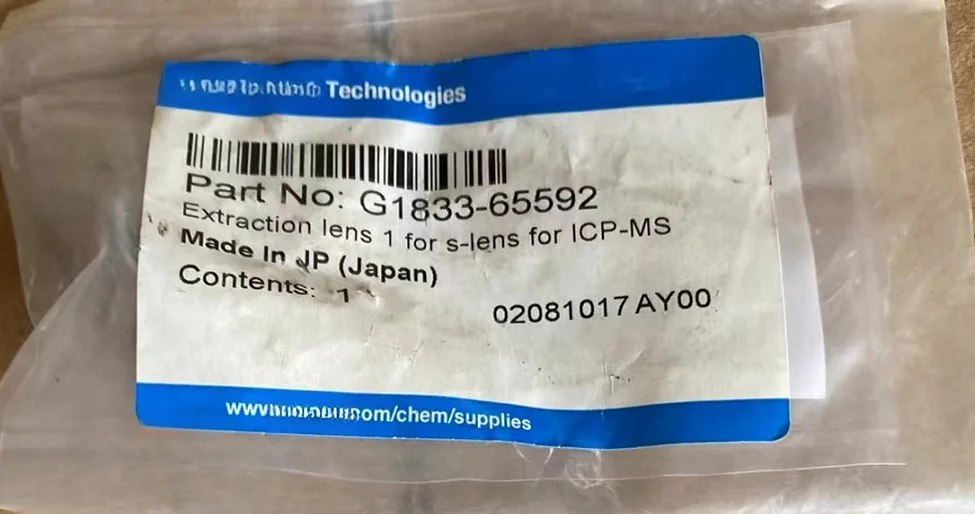 Technologies
Part No: G1833-65592
Extraction lens 1 for s-lens for ICP-MS
Made In JP (Japan)
Contents: 1
02081017 AY00
/chem/supplies